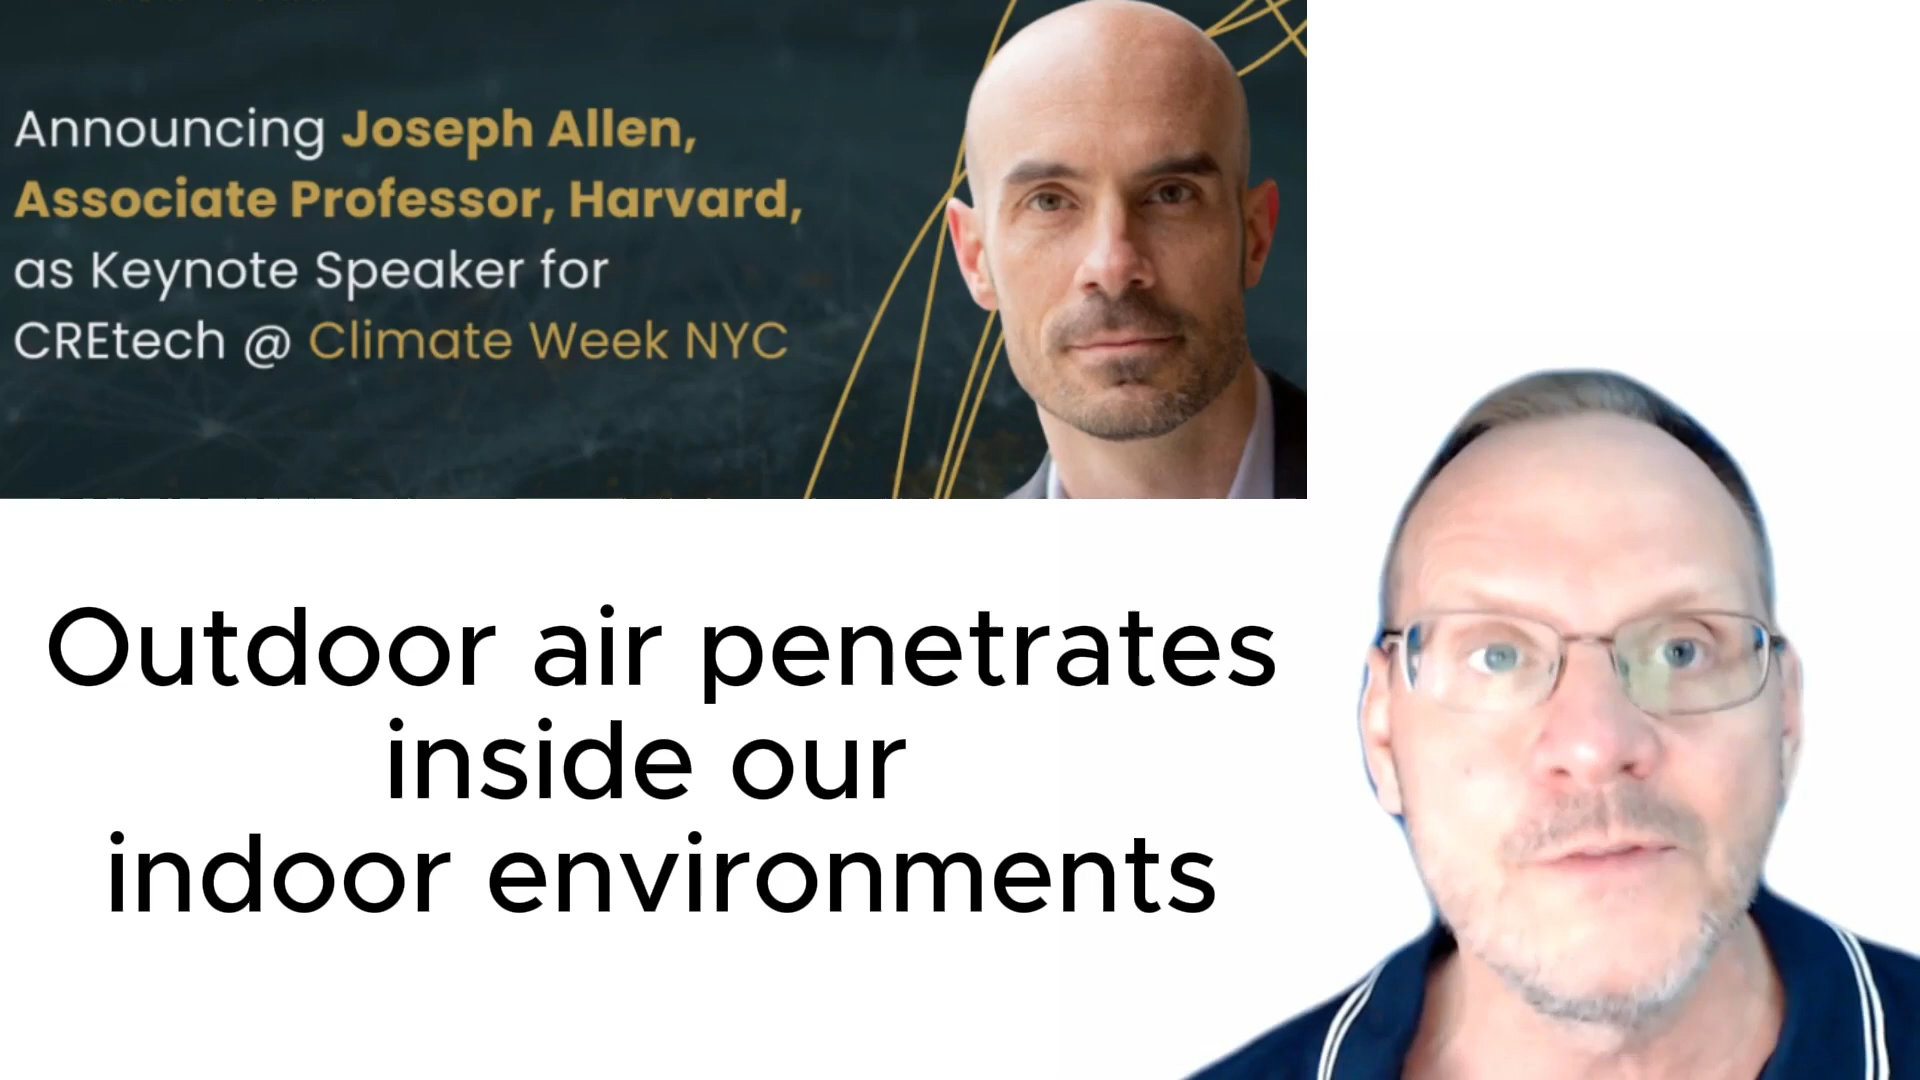 Announcing Joseph Allen,
Associate Professor, Harvard,
as Keynote Speaker for
CREtech @ Climate Week NYC
Outdoor air penetrates
inside our
indoor environments